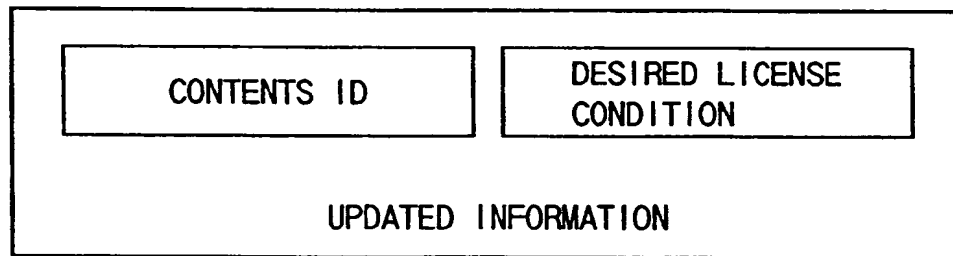 CONTENTS ID
DESIRED LICENSE
CONDITION
UPDATED INFORMATION